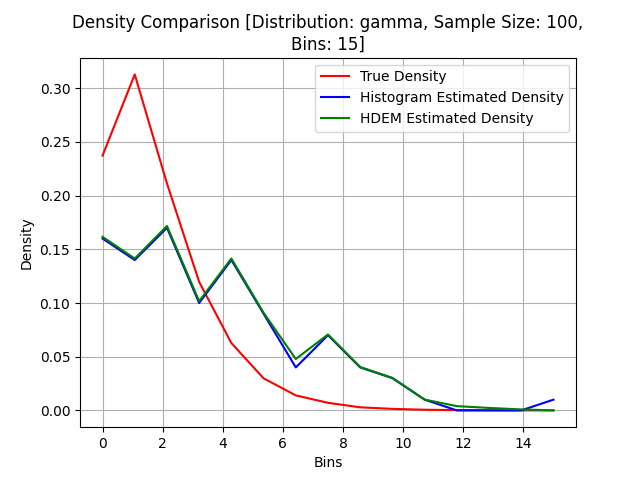 Density Comparison [Distribution: gamma, Sample Size: 100,
Bins: 15]
True Density
Histogram Estimated Density
HDEM Estimated Density
Density
0.30
0.25
0.20
0.15
0.10
0.05
0.00
0 2 4 6 8 10 12 14
Bins